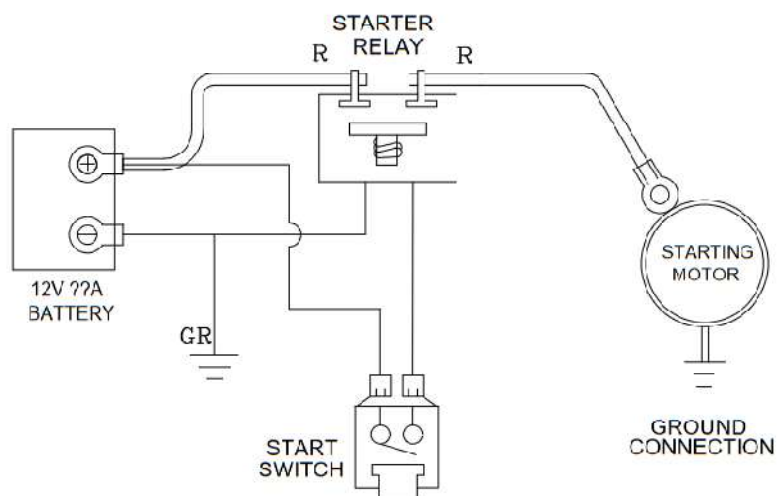 STARTER
RELAY
R
R
12V ??A
BATTERY
GR
STARTING
MOTOR
START
SWITCH
GROUND
CONNECTION